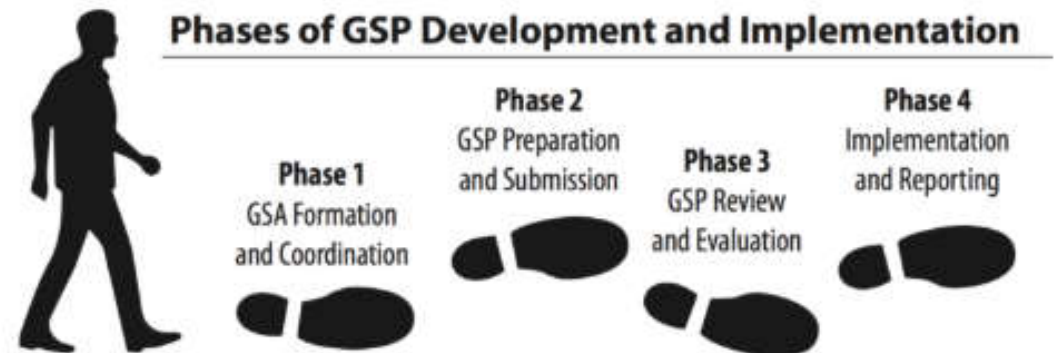 Phases of GSP Development and Implementation
Phase 1
GSA Formation
and Coordination
Phase 2
GSP Preparation
and Submission
Phase 3
GSP Review
and Evaluation
Phase 4
Implementation
and Reporting